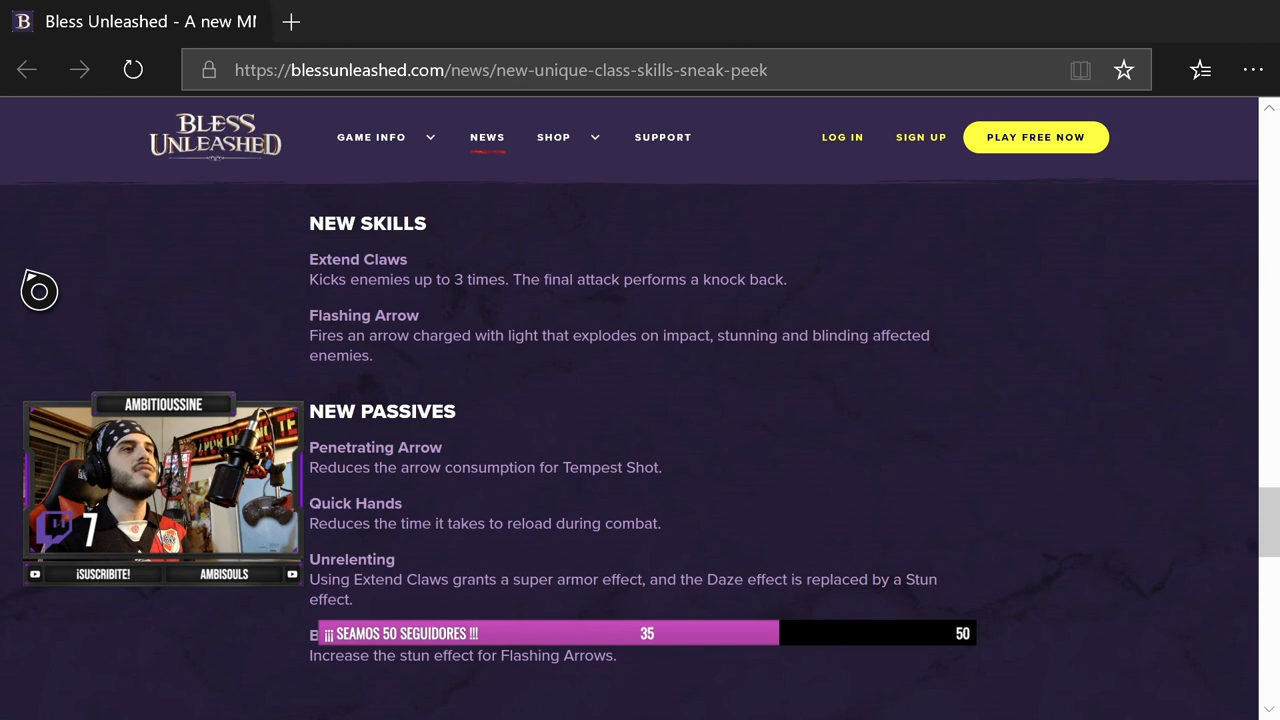 B Bless Unleashed - A new MI
https://blessunleashed.com/news/new-unique-class-skills-sneak-peek
BLESS
UNLEASHED
GAME INFO NEWS SHOP SUPPORT LOG IN SIGN UP PLAY FREE NOW
NEW SKILLS
Extend Claws
Kicks enemies up to 3 times. The final attack performs a knock back.
Flashing Arrow
Fires an arrow charged with light that explodes on impact, stunning and blinding affected
enemies.
AMBITIOUSSINE
7
¡SUSCRIBITE! AMBISOULS
NEW PASSIVES
Penetrating Arrow
Reduces the arrow consumption for Tempest Shot.
Quick Hands
Reduces the time it takes to reload during combat.
Unrelenting
Using Extend Claws grants a super armor effect, and the Daze effect is replaced by a Stun
effect.
B ¡¡¡ SEAMOS 50 SEGUIDORES !!! 35 50
Increase the stun effect for Flashing Arrows.